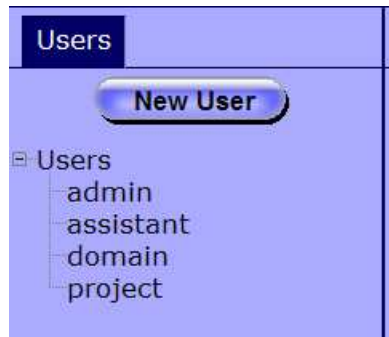 Users
New User
Users
admin
assistant
domain
project